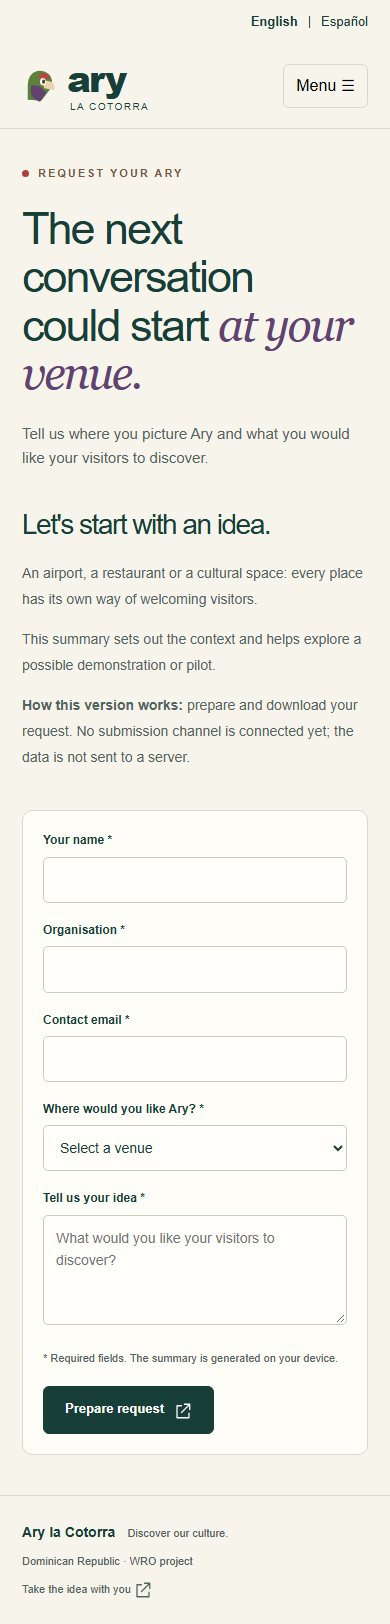 English | Español
ary
LA COTORRA
Menu ☰
REQUEST YOUR ARY
The next
conversation
could start at your
venue.
Tell us where you picture Ary and what you would
like your visitors to discover.
Let's start with an idea.
An airport, a restaurant or a cultural space: every place
has its own way of welcoming visitors.
This summary sets out the context and helps explore a
possible demonstration or pilot.
How this version works: prepare and download your
request. No submission channel is connected yet; the
data is not sent to a server.
Your name *
Organisation *
Contact email *
Where would you like Ary? *
Select a venue
Tell us your idea *
What would you like your visitors to
discover?
* Required fields. The summary is generated on your device.
Prepare request
Ary la Cotorra Discover our culture.
Dominican Republic · WRO project
Take the idea with you